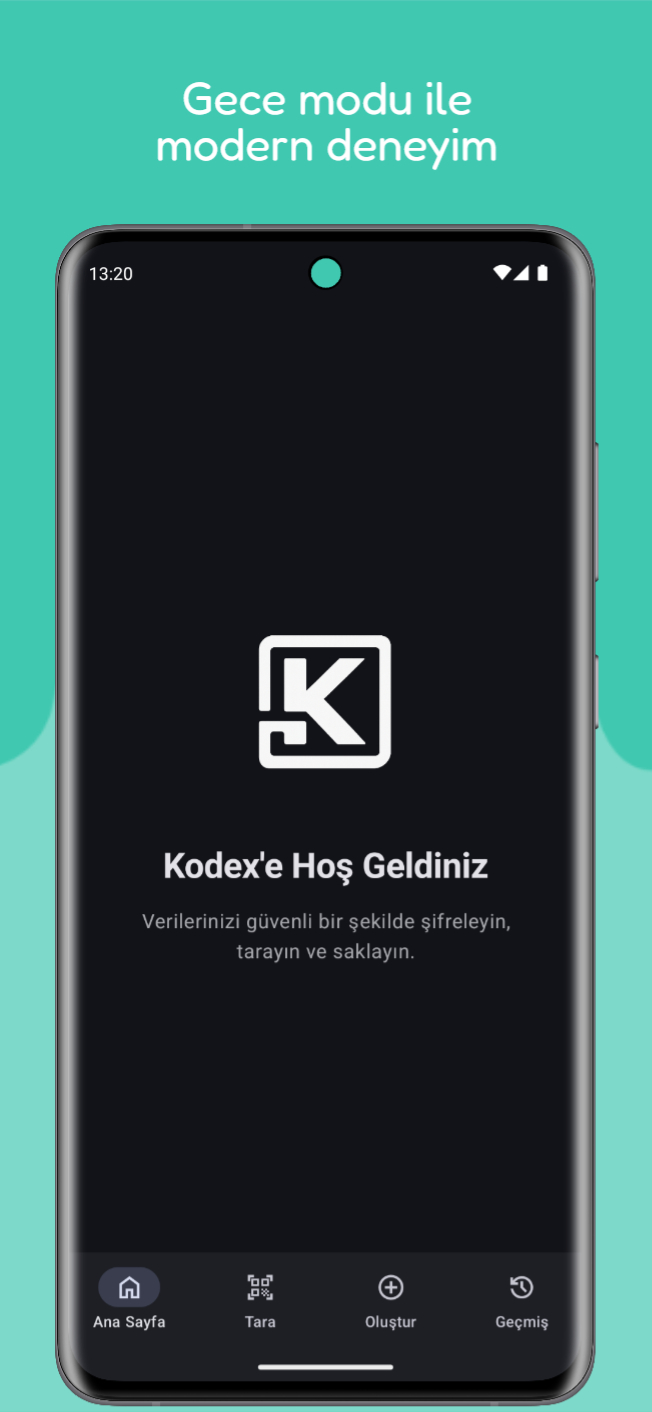 Gece modu ile
modern deneyim
13:20
K
Kodex'e Hoş Geldiniz
Verilerinizi güvenli bir şekilde şifreleyin,
tarayın ve saklayın.
Ana Sayfa
Tara
Oluştur
Geçmiş